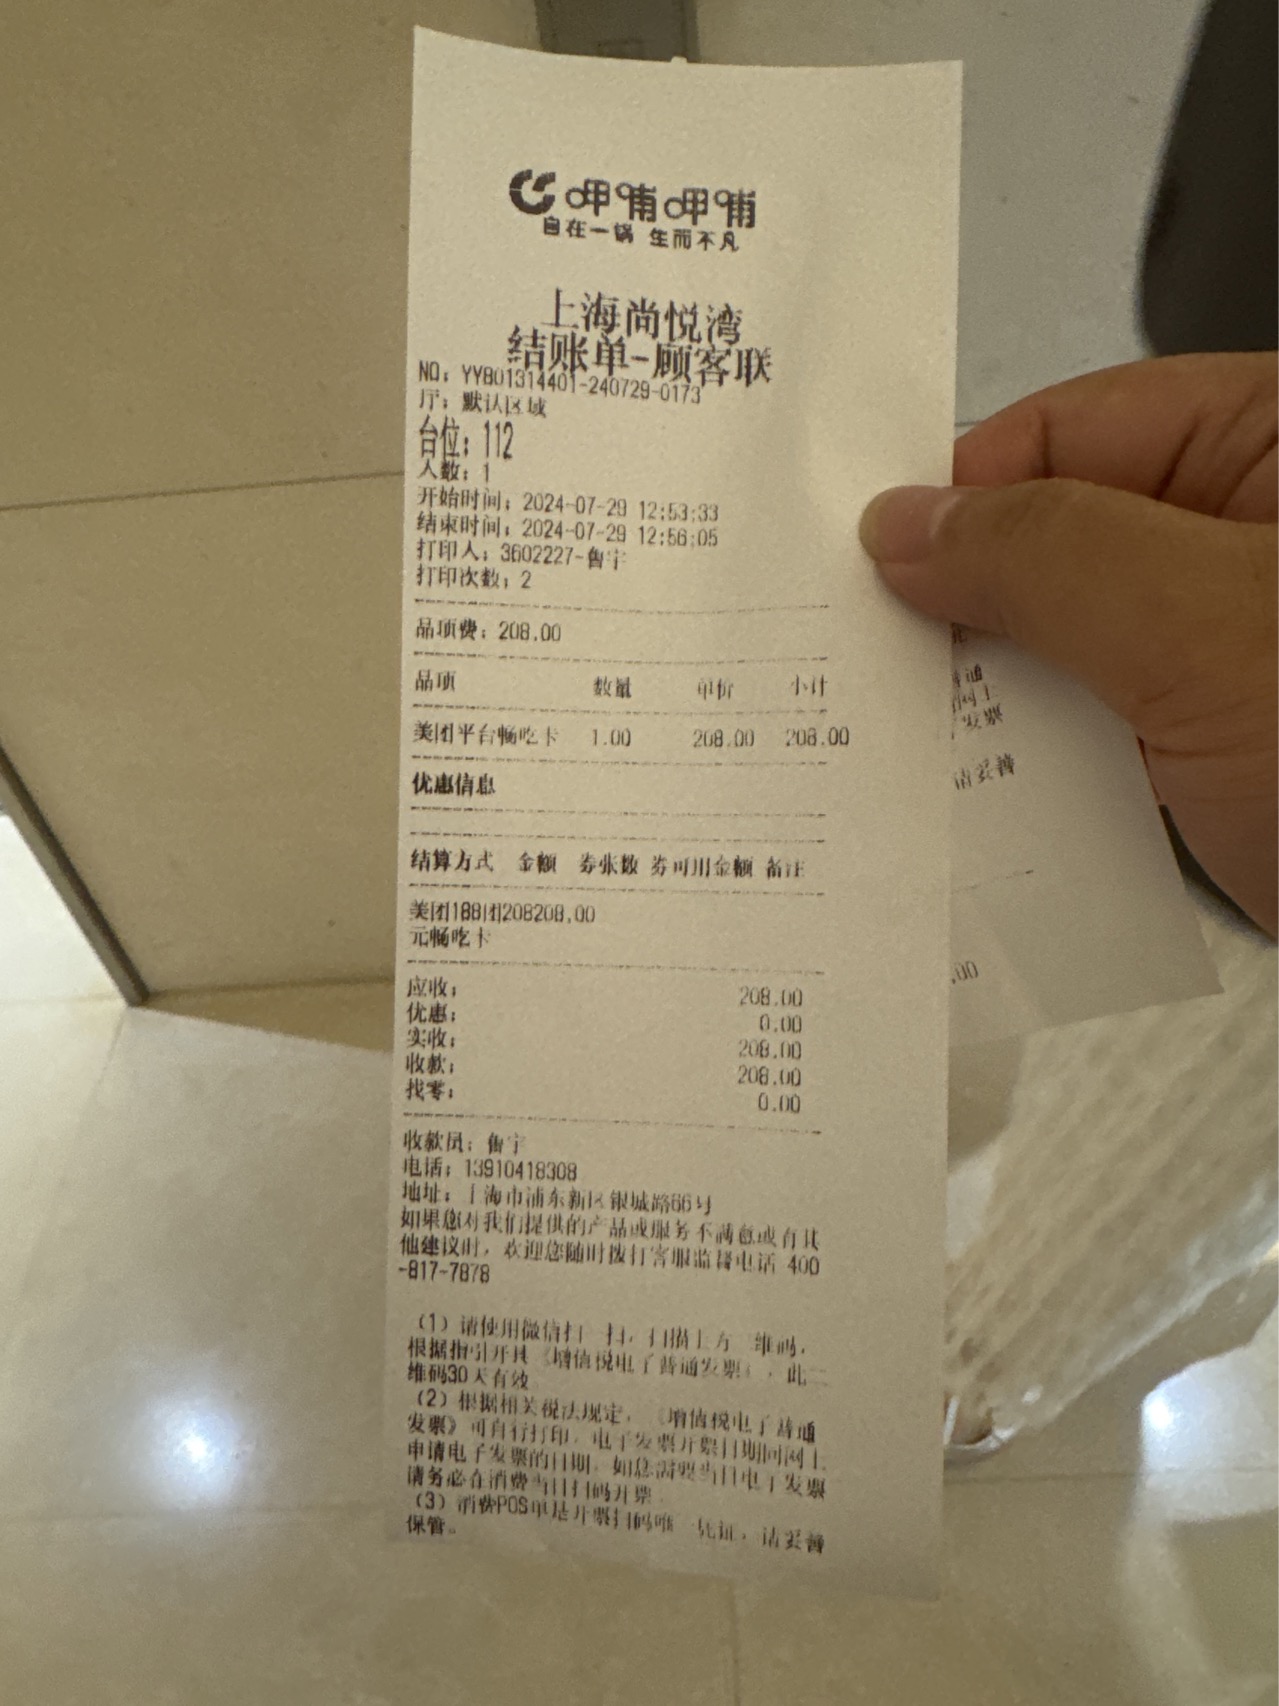 呷哺呷哺
自在一锅 生而不凡
上海尚悦湾
结账单-顾客联
NO: YY801314401-240729-0173
厅: 默认区域
台位: 112
人数: 1
开始时间: 2024-07-29 12:53:33
结束时间: 2024-07-29 12:56:05
打印人: 3602227-鲁宇
打印次数: 2
品项费: 208.00
品项 数量 单价 小计
美团平台畅吃卡 1.00 208.00 208.00
优惠信息
结算方式 金额 券张数 券可用金额 备注
美团188团208208.00
元畅吃卡
应收: 208.00
优惠: 0.00
实收: 208.00
收款: 208.00
找零: 0.00
收款员: 鲁宇
电话: 13910418308
地址: 上海市浦东新区银城路66号
如果您对我们提供的产品或服务不满意或有其
他建议时, 欢迎您随时拨打客服监督电话 400
-817-7878
(1) 请使用微信扫一扫, 扫描上方二维码,
根据指引开具《增值税电子普通发票》, 此二
维码30天有效
(2) 根据相关税法规定, 《增值税电子普通
发票》可自行打印, 电子发票开票日期同网上
申请电子发票的日期, 如您需要当日电子发票
请务必在消费当日扫码开票.
(3) 消费POS单是开票扫码唯一凭证, 请妥善
保管。
普通
网上
发票
请妥善
.00